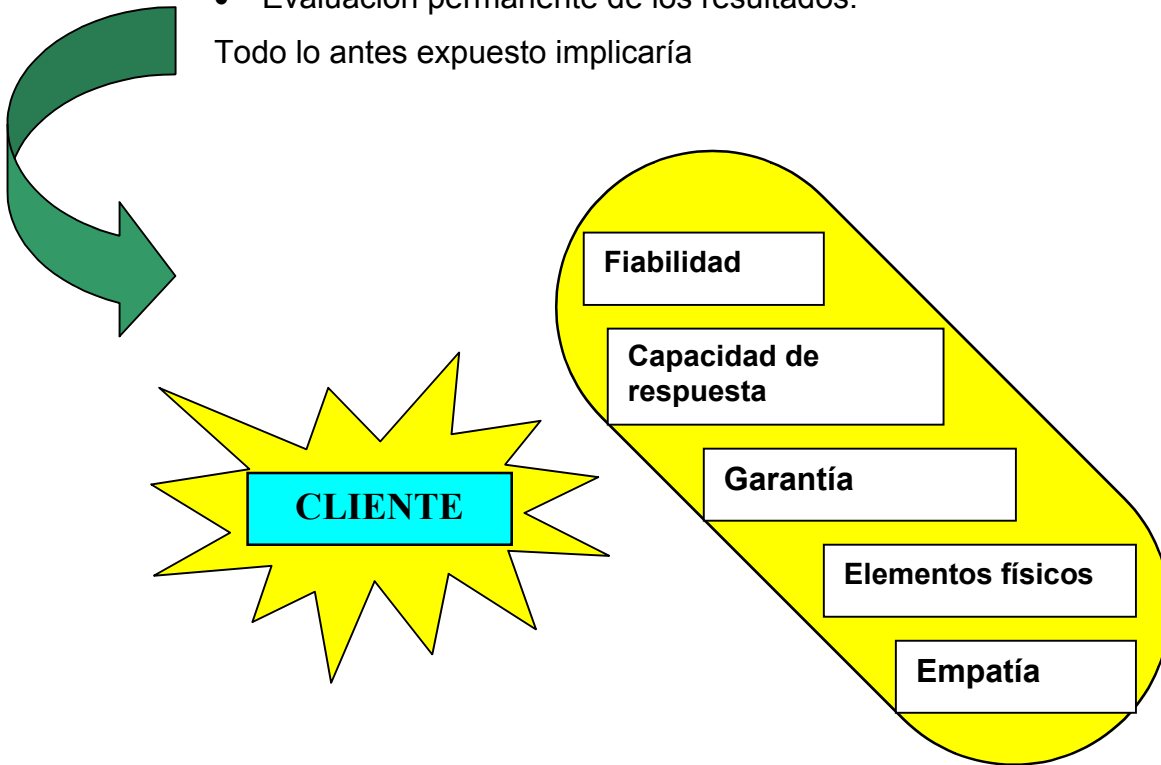 • Evaluación permanente de los resultados.
Todo lo antes expuesto implicaría
Fiabilidad
Capacidad de
respuesta
Garantía
CLIENTE
Elementos físicos
Empatía